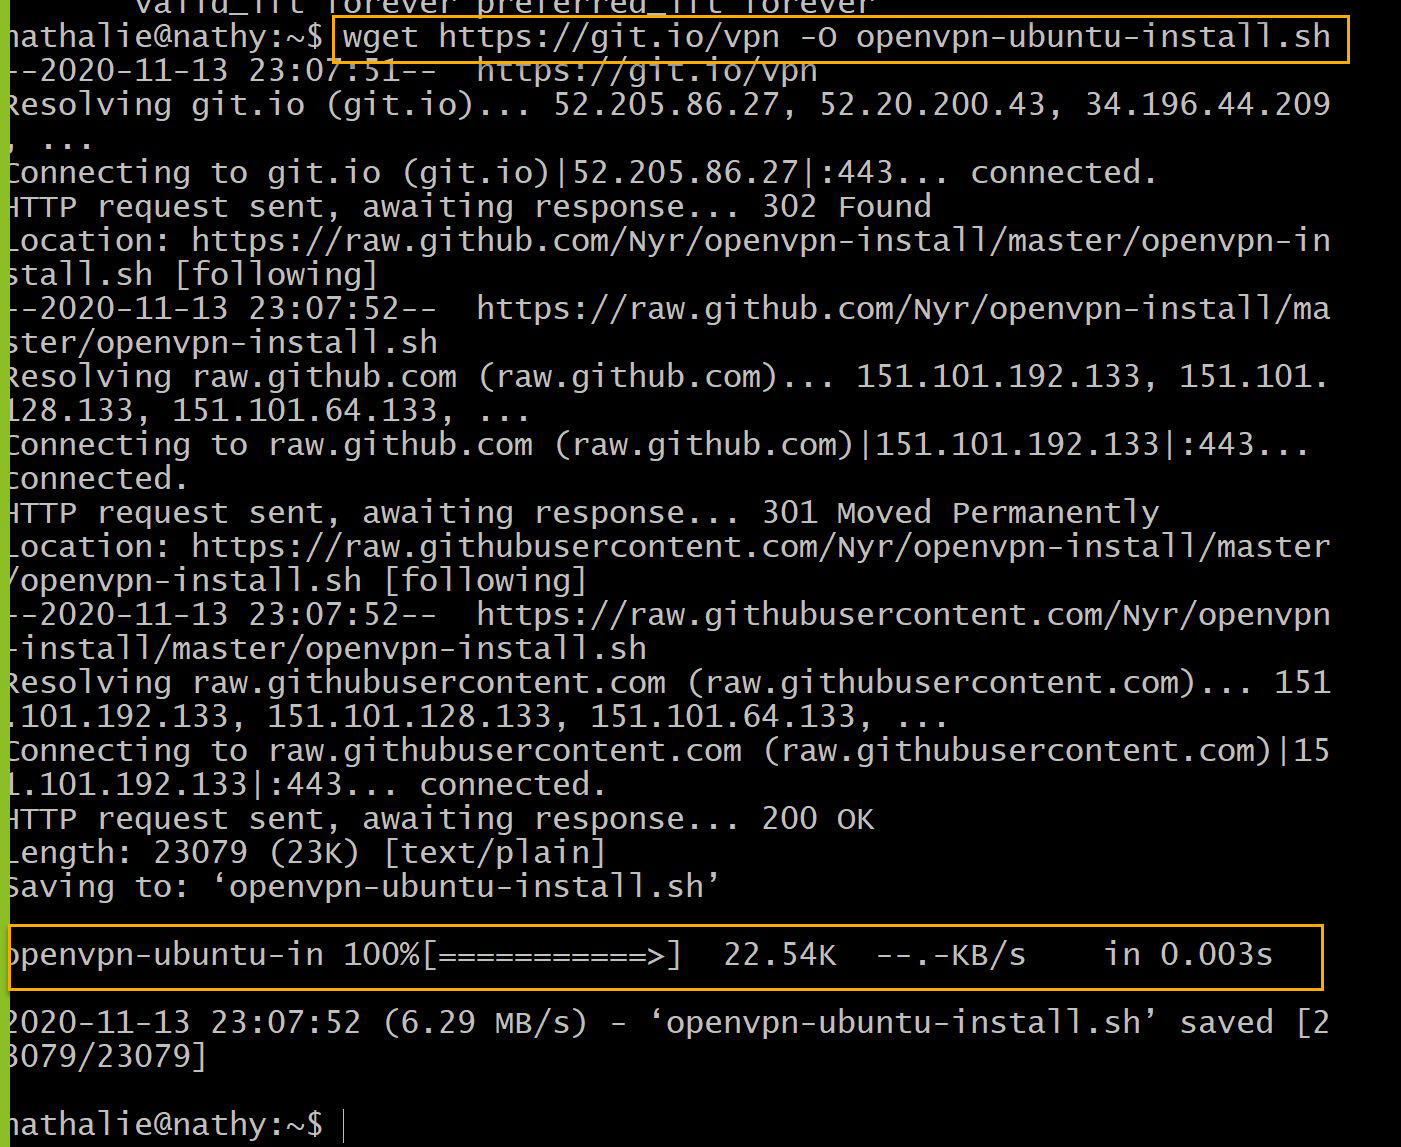 valid_lft forever preferred_lft forever
nathalie@nathy:~$ wget https://git.io/vpn -O openvpn-ubuntu-install.sh
--2020-11-13 23:07:51--  https://git.io/vpn
Resolving git.io (git.io)... 52.205.86.27, 52.20.200.43, 34.196.44.209
, ...
Connecting to git.io (git.io)|52.205.86.27|:443... connected.
HTTP request sent, awaiting response... 302 Found
Location: https://raw.github.com/Nyr/openvpn-install/master/openvpn-in
stall.sh [following]
--2020-11-13 23:07:52--  https://raw.github.com/Nyr/openvpn-install/ma
ster/openvpn-install.sh
Resolving raw.github.com (raw.github.com)... 151.101.192.133, 151.101.
128.133, 151.101.64.133, ...
Connecting to raw.github.com (raw.github.com)|151.101.192.133|:443...
connected.
HTTP request sent, awaiting response... 301 Moved Permanently
Location: https://raw.githubusercontent.com/Nyr/openvpn-install/master
/openvpn-install.sh [following]
--2020-11-13 23:07:52--  https://raw.githubusercontent.com/Nyr/openvpn
-install/master/openvpn-install.sh
Resolving raw.githubusercontent.com (raw.githubusercontent.com)... 151
.101.192.133, 151.101.128.133, 151.101.64.133, ...
Connecting to raw.githubusercontent.com (raw.githubusercontent.com)|15
1.101.192.133|:443... connected.
HTTP request sent, awaiting response... 200 OK
Length: 23079 (23K) [text/plain]
Saving to: ‘openvpn-ubuntu-install.sh’
openvpn-ubuntu-in 100%[===========>]  22.54K  --.-KB/s    in 0.003s
2020-11-13 23:07:52 (6.29 MB/s) - ‘openvpn-ubuntu-install.sh’ saved [2
3079/23079]
nathalie@nathy:~$